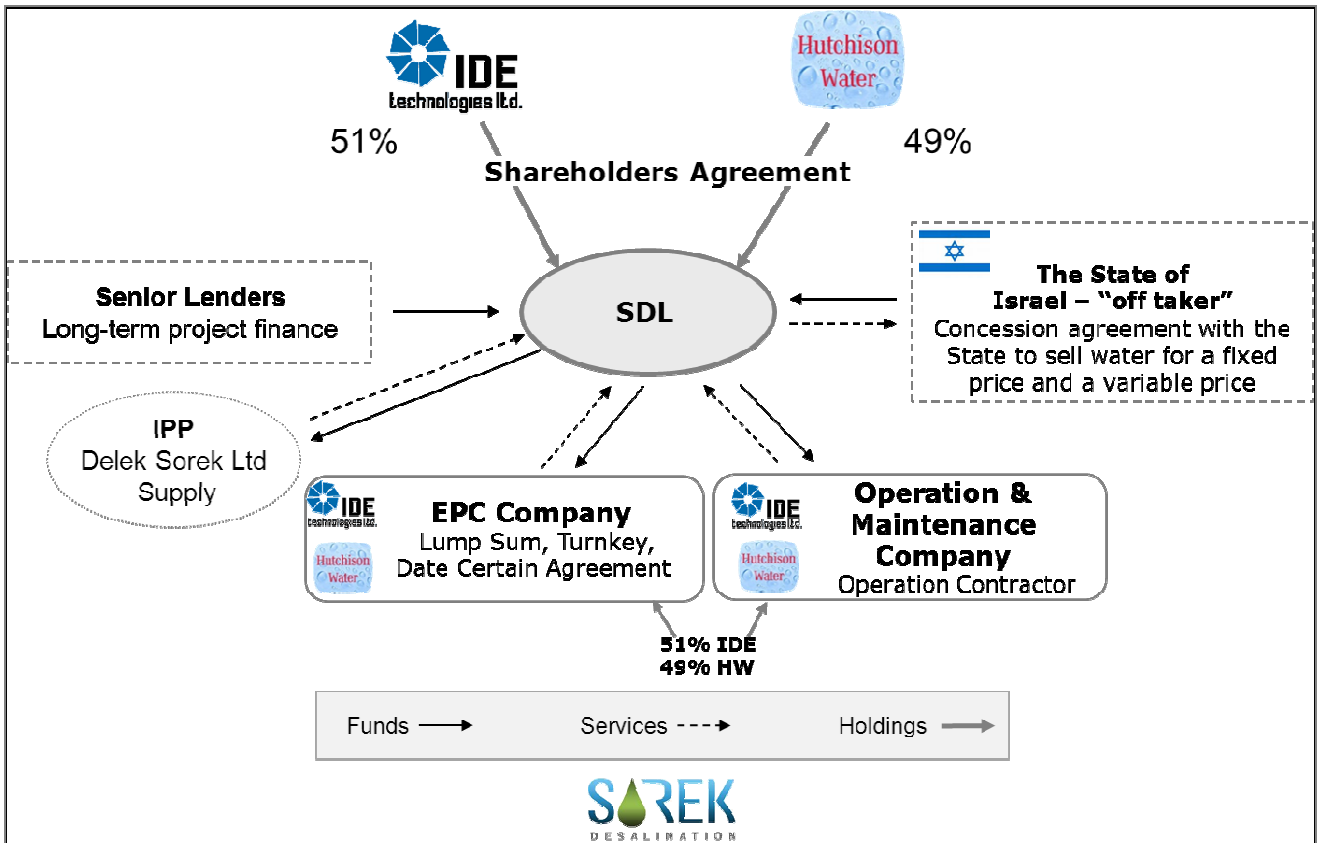 IDE
technologies ltd.
Hutchison
Water
51%
49%
Shareholders Agreement
Senior Lenders
Long-term project finance
SDL
The State of
Israel – “off taker”
Concession agreement with the
State to sell water for a fixed
price and a variable price
IPP
Delek Sorek Ltd
Supply
IDE
technologies ltd.
Hutchison
Water
EPC Company
Lump Sum, Turnkey,
Date Certain Agreement
IDE
technologies ltd.
Hutchison
Water
Operation &
Maintenance
Company
Operation Contractor
51% IDE
49% HW
Funds
Services
Holdings
SOREK
DESALINATION